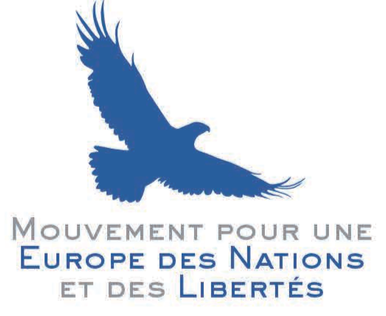 MOUVEMENT POUR UNE
EUROPE DES NATIONS
ET DES LIBERTÉS